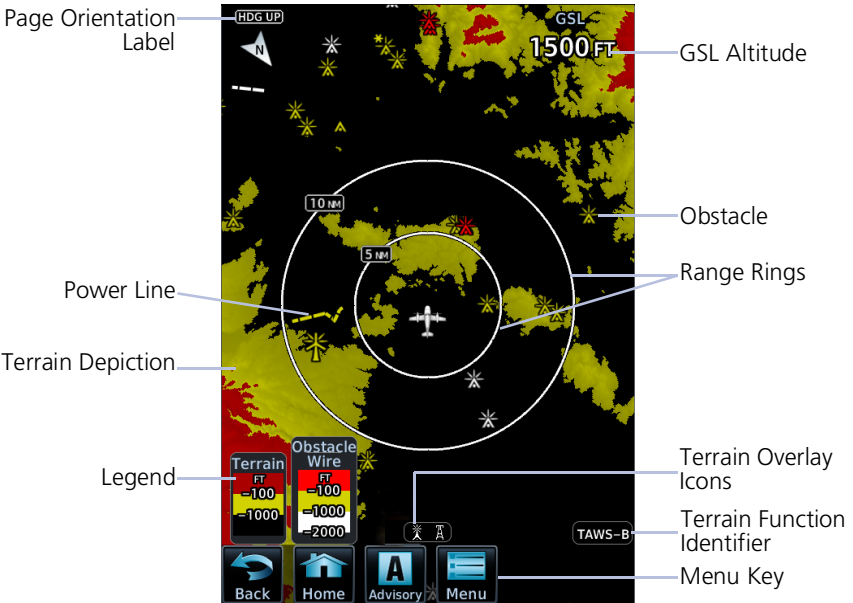 Page Orientation
Label
HDG UP
N
GSL
1500 FT
GSL Altitude
10 NM
5 NM
Obstacle
Range Rings
Power Line
Terrain Depiction
Legend
Terrain
FT
-100
-1000
Obstacle
Wire
FT
-100
-1000
-2000
Terrain Overlay
Icons
TAWS-B
Terrain Function
Identifier
Back
Home
A
Advisory
Menu
Menu Key